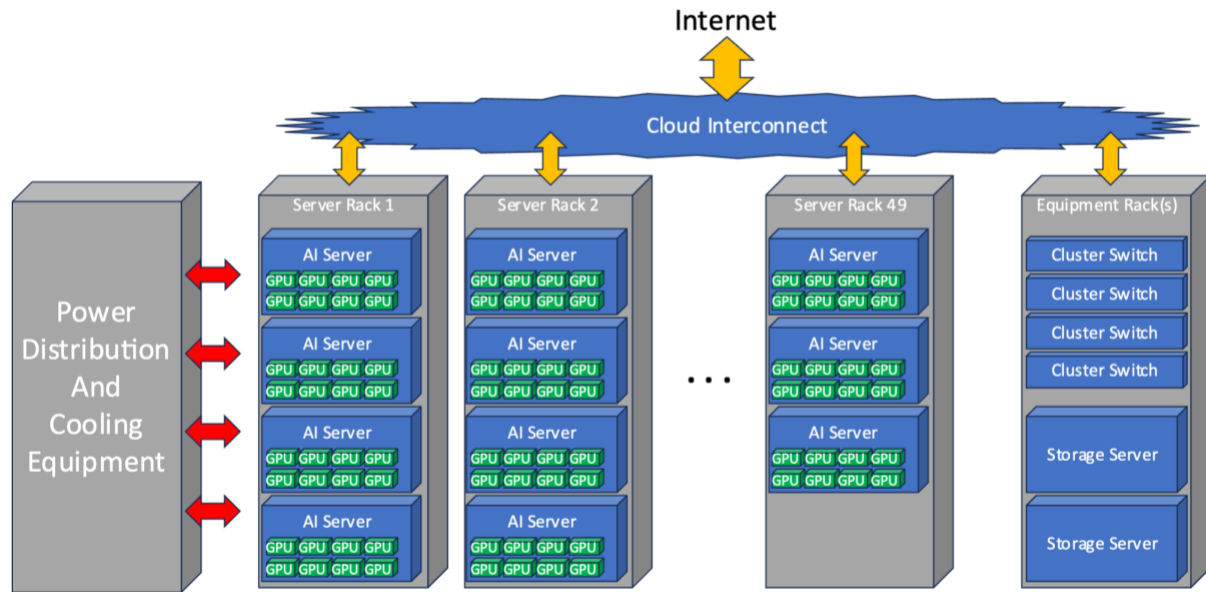 Internet
Cloud Interconnect
Power
Distribution
And
Cooling
Equipment
Server Rack 1
AI Server
GPU GPU GPU GPU
GPU GPU GPU GPU
AI Server
GPU GPU GPU GPU
GPU GPU GPU GPU
AI Server
GPU GPU GPU GPU
GPU GPU GPU GPU
AI Server
GPU GPU GPU GPU
GPU GPU GPU GPU
Server Rack 2
AI Server
GPU GPU GPU GPU
GPU GPU GPU GPU
AI Server
GPU GPU GPU GPU
GPU GPU GPU GPU
AI Server
GPU GPU GPU GPU
GPU GPU GPU GPU
AI Server
GPU GPU GPU GPU
GPU GPU GPU GPU
...
Server Rack 49
AI Server
GPU GPU GPU GPU
GPU GPU GPU GPU
AI Server
GPU GPU GPU GPU
GPU GPU GPU GPU
AI Server
GPU GPU GPU GPU
GPU GPU GPU GPU
Equipment Rack(s)
Cluster Switch
Cluster Switch
Cluster Switch
Cluster Switch
Storage Server
Storage Server